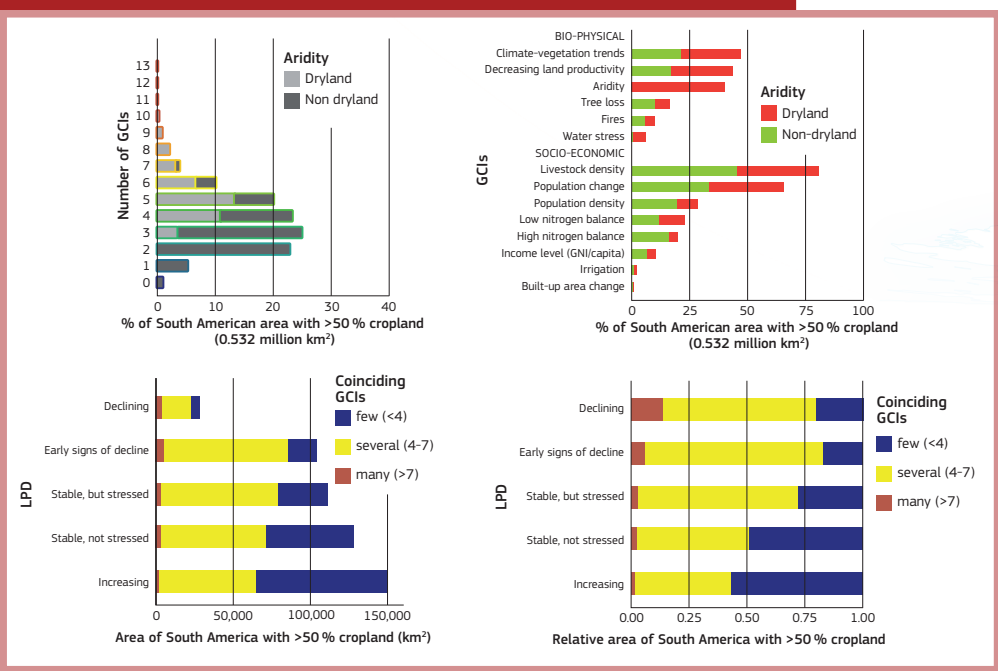 Number of GCIs
13
12
11
10
9
8
7
6
5
4
3
2
1
0
Aridity
Dryland
Non dryland
0 10 20 30 40
% of South American area with >50 % cropland
(0.532 million km²)
GCIs
BIO-PHYSICAL
Climate-vegetation trends
Decreasing land productivity
Aridity
Tree loss
Fires
Water stress
SOCIO-ECONOMIC
Livestock density
Population change
Population density
Low nitrogen balance
High nitrogen balance
Income level (GNI/capita)
Irrigation
Built-up area change
Aridity
Dryland
Non-dryland
0 25 50 75 100
% of South American area with >50 % cropland
(0.532 million km²)
LPD
Declining
Early signs of decline
Stable, but stressed
Stable, not stressed
Increasing
Coinciding
GCIs
few (<4)
several (4-7)
many (>7)
0 50,000 100,000 150,000
Area of South America with >50 % cropland (km²)
LPD
Declining
Early signs of decline
Stable, but stressed
Stable, not stressed
Increasing
Coinciding
GCIs
few (<4)
several (4-7)
many (>7)
0.00 0.25 0.50 0.75 1.00
Relative area of South America with >50 % cropland